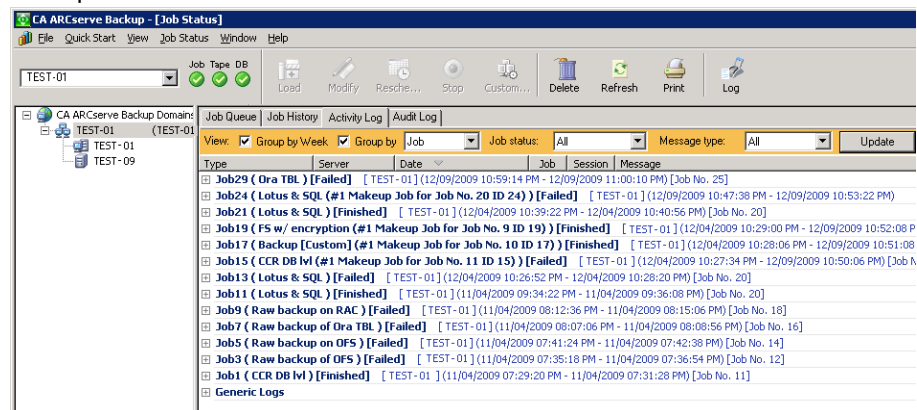 CA ARCserve Backup - [Job Status]
File Quick Start View Job Status Window Help
TEST-01 Job Tape DB Load Modify Resche... Stop Custom... Delete Refresh Print Log
CA ARCserve Backup Domains
TEST-01 (TEST-01
TEST-01
TEST-09
Job Queue Job History Activity Log Audit Log
View: Group by Week Group by Job Job status: All Message type: All Update
Type Server Date Job Session Message
Job29 ( Ora TBL ) [Failed] [ TEST-01 ] (12/09/2009 10:59:14 PM - 12/09/2009 11:00:10 PM) [Job No. 25]
Job24 ( Lotus & SQL (#1 Makeup Job for Job No. 20 ID 24) ) [Failed] [ TEST-01 ] (12/09/2009 10:47:38 PM - 12/09/2009 10:53:22 PM)
Job21 ( Lotus & SQL ) [Finished] [ TEST-01 ] (12/04/2009 10:39:22 PM - 12/04/2009 10:40:56 PM) [Job No. 20]
Job19 ( FS w/ encryption (#1 Makeup Job for Job No. 9 ID 19) ) [Finished] [ TEST-01 ] (12/04/2009 10:29:00 PM - 12/09/2009 10:52:08 P
Job17 ( Backup [Custom] (#1 Makeup Job for Job No. 10 ID 17) ) [Finished] [ TEST-01 ] (12/04/2009 10:28:06 PM - 12/09/2009 10:51:08
Job15 ( CCR DB lvl (#1 Makeup Job for Job No. 11 ID 15) ) [Failed] [ TEST-01 ] (12/04/2009 10:27:34 PM - 12/09/2009 10:50:06 PM) [Job N
Job13 ( Lotus & SQL ) [Failed] [ TEST-01 ] (12/04/2009 10:26:52 PM - 12/04/2009 10:28:20 PM) [Job No. 20]
Job11 ( Lotus & SQL ) [Finished] [ TEST-01 ] (11/04/2009 09:34:22 PM - 11/04/2009 09:36:08 PM) [Job No. 20]
Job9 ( Raw backup on RAC ) [Failed] [ TEST-01 ] (11/04/2009 08:12:36 PM - 11/04/2009 08:15:06 PM) [Job No. 18]
Job7 ( Raw backup of Ora TBL ) [Failed] [ TEST-01 ] (11/04/2009 08:07:06 PM - 11/04/2009 08:08:56 PM) [Job No. 16]
Job5 ( Raw backup on OFS ) [Failed] [ TEST-01 ] (11/04/2009 07:41:24 PM - 11/04/2009 07:42:38 PM) [Job No. 14]
Job3 ( Raw backup of OFS ) [Failed] [ TEST-01 ] (11/04/2009 07:35:18 PM - 11/04/2009 07:36:54 PM) [Job No. 12]
Job1 ( CCR DB lvl ) [Finished] [ TEST-01 ] (11/04/2009 07:29:20 PM - 11/04/2009 07:31:28 PM) [Job No. 11]
Generic Logs